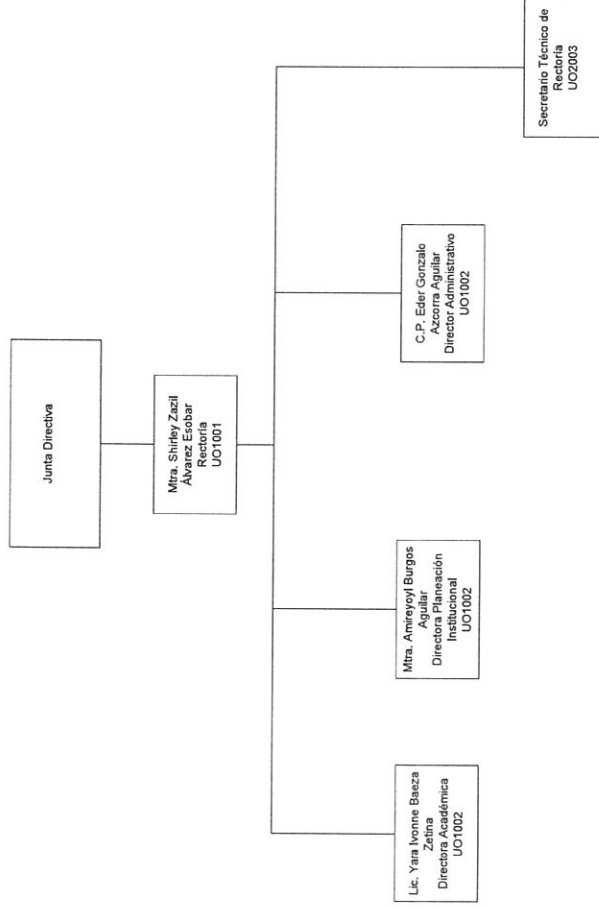 Junta Directiva
Mtra. Shirley Zazil
Álvarez Esobar
Rectoría
UO1001
Lic. Yara Ivonne Baeza
Zetina
Directora Académica
UO1002
Mtra. Amireyoyl Burgos
Aguilar
Directora Planeación
Institucional
UO1002
C.P. Eder Gonzalo
Azcorra Aguilar
Director Administrativo
UO1002
Secretario Técnico de
Rectoría
UO2003